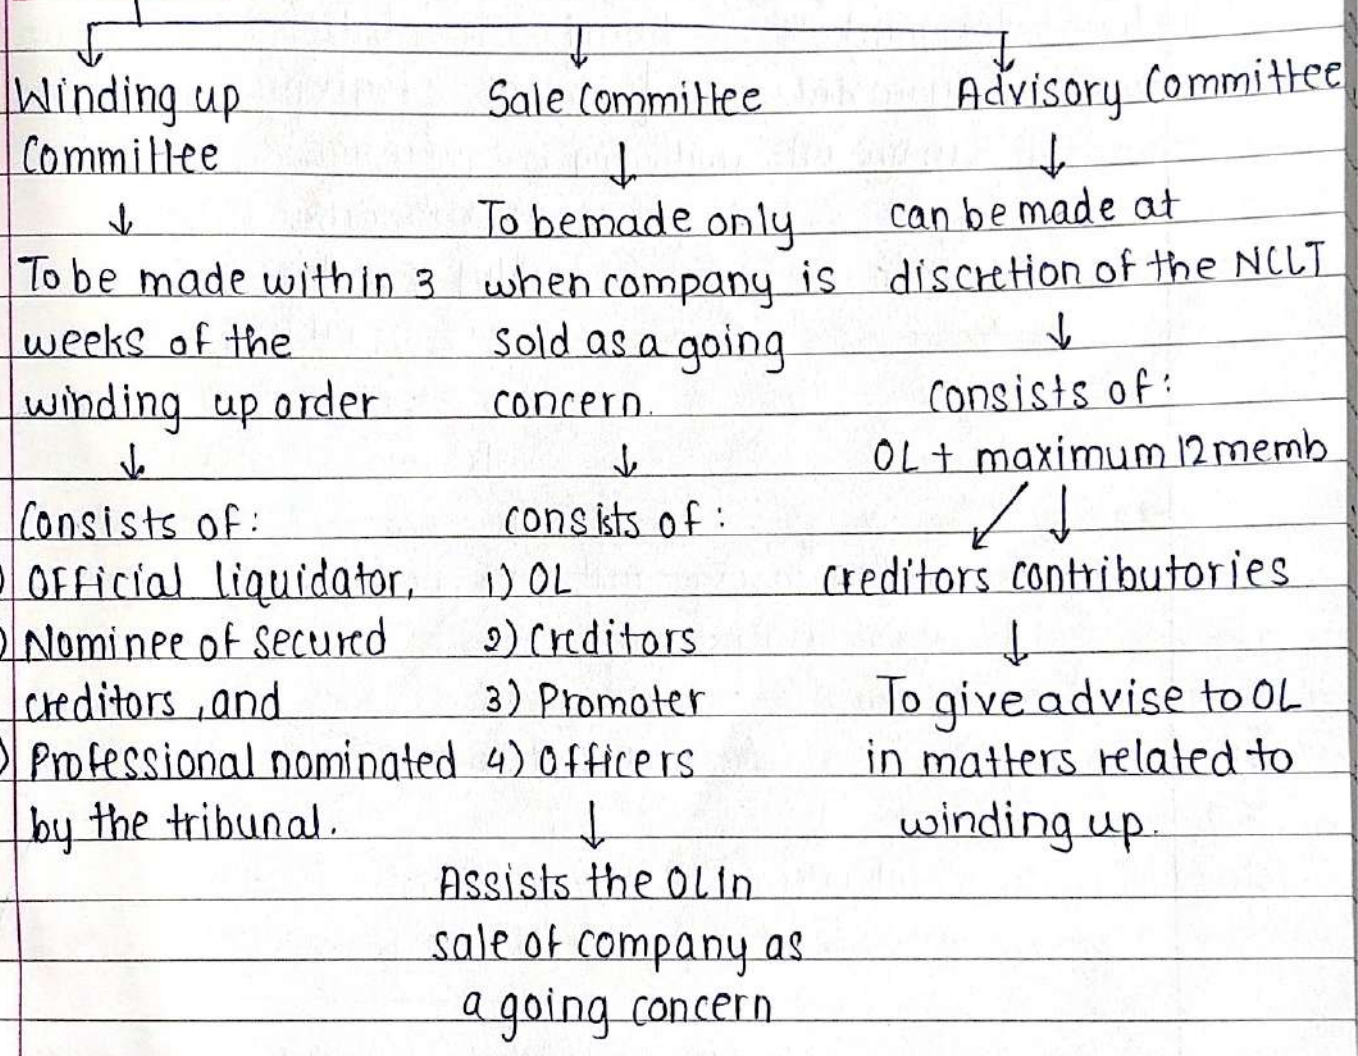 Winding up
Committee
↓
To be made within 3
weeks of the
winding up order
↓
Consists of:
Official liquidator,
Nominee of secured
creditors, and
Professional nominated
by the tribunal.
Sale Committee
↓
To be made only
when company is
sold as a going
concern.
↓
consists of:
1) OL
2) Creditors
3) Promoter
4) Officers
↓
Assists the OL in
sale of company as
a going concern
Advisory Committee
↓
can be made at
discretion of the NCLT
↓
consists of:
OL + maximum 12 memb
↙ ↓
creditors contributories
↓
To give advise to OL
in matters related to
winding up.